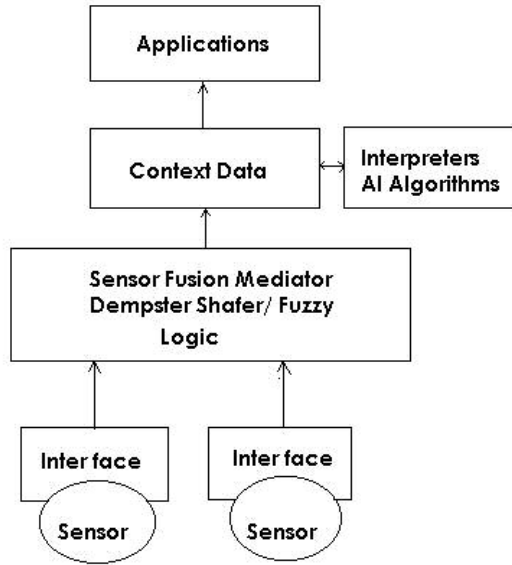 Applications
Context Data
Interpreters
AI Algorithms
Sensor Fusion Mediator
Dempster Shafer/ Fuzzy
Logic
Inter face
Inter face
Sensor
Sensor